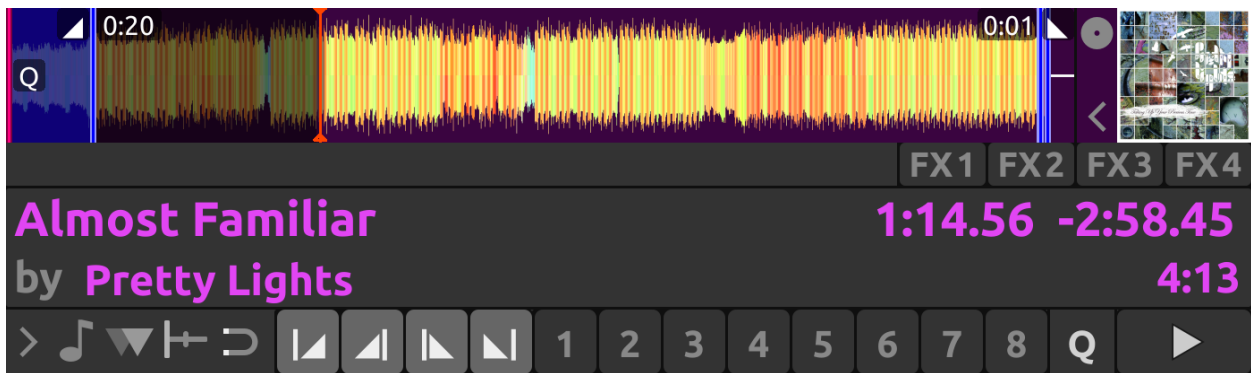 0:20 0:01
Q
FX1 FX2 FX3 FX4
Almost Familiar 1:14.56 -2:58.45
by Pretty Lights 4:13
1 2 3 4 5 6 7 8 Q